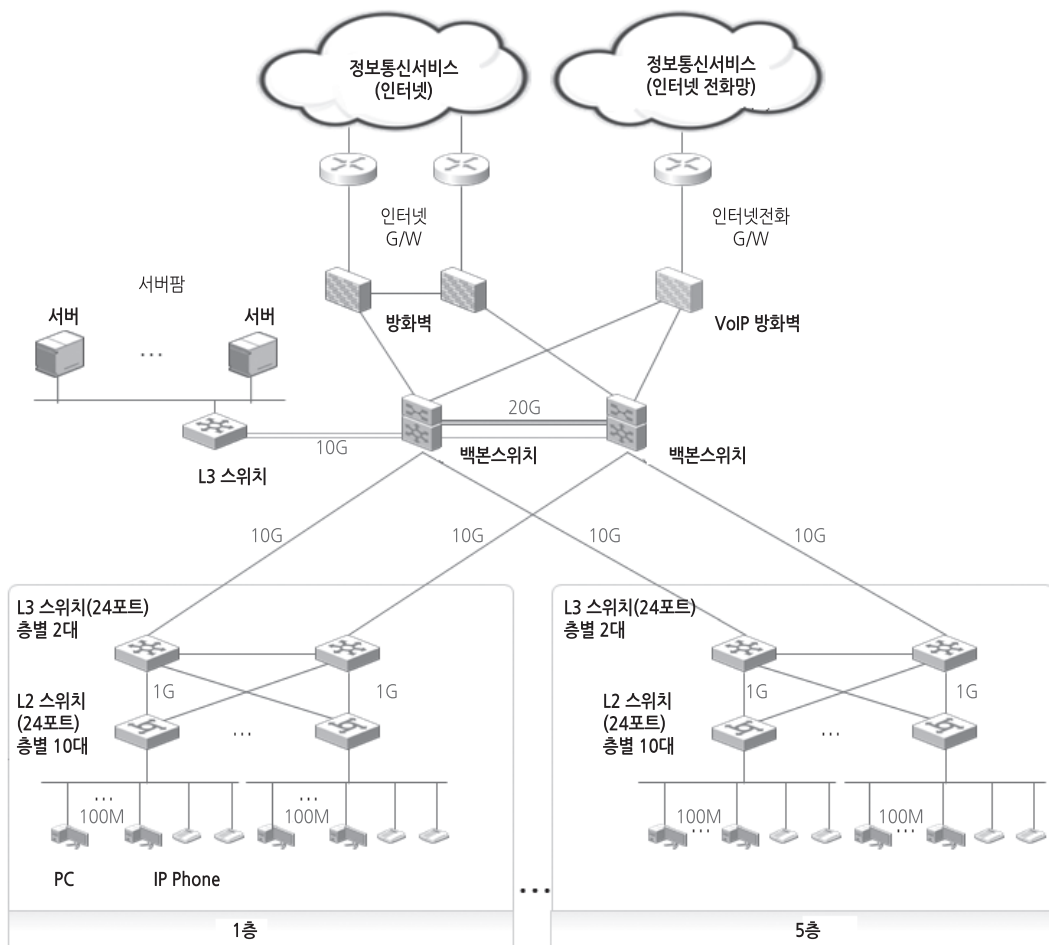 정보통신서비스
(인터넷)
정보통신서비스
(인터넷 전화망)
인터넷
G/W
인터넷전화
G/W
서버팜
서버
...
서버
방화벽
VoIP 방화벽
20G
10G
L3 스위치
백본스위치
백본스위치
10G
10G
10G
10G
L3 스위치(24포트)
층별 2대
1G
1G
L2 스위치
(24포트)
층별 10대
...
...
100M
...
100M
PC
IP Phone
1층
...
L3 스위치(24포트)
층별 2대
1G
1G
L2 스위치
(24포트)
층별 10대
...
100M
...
100M
...
5층